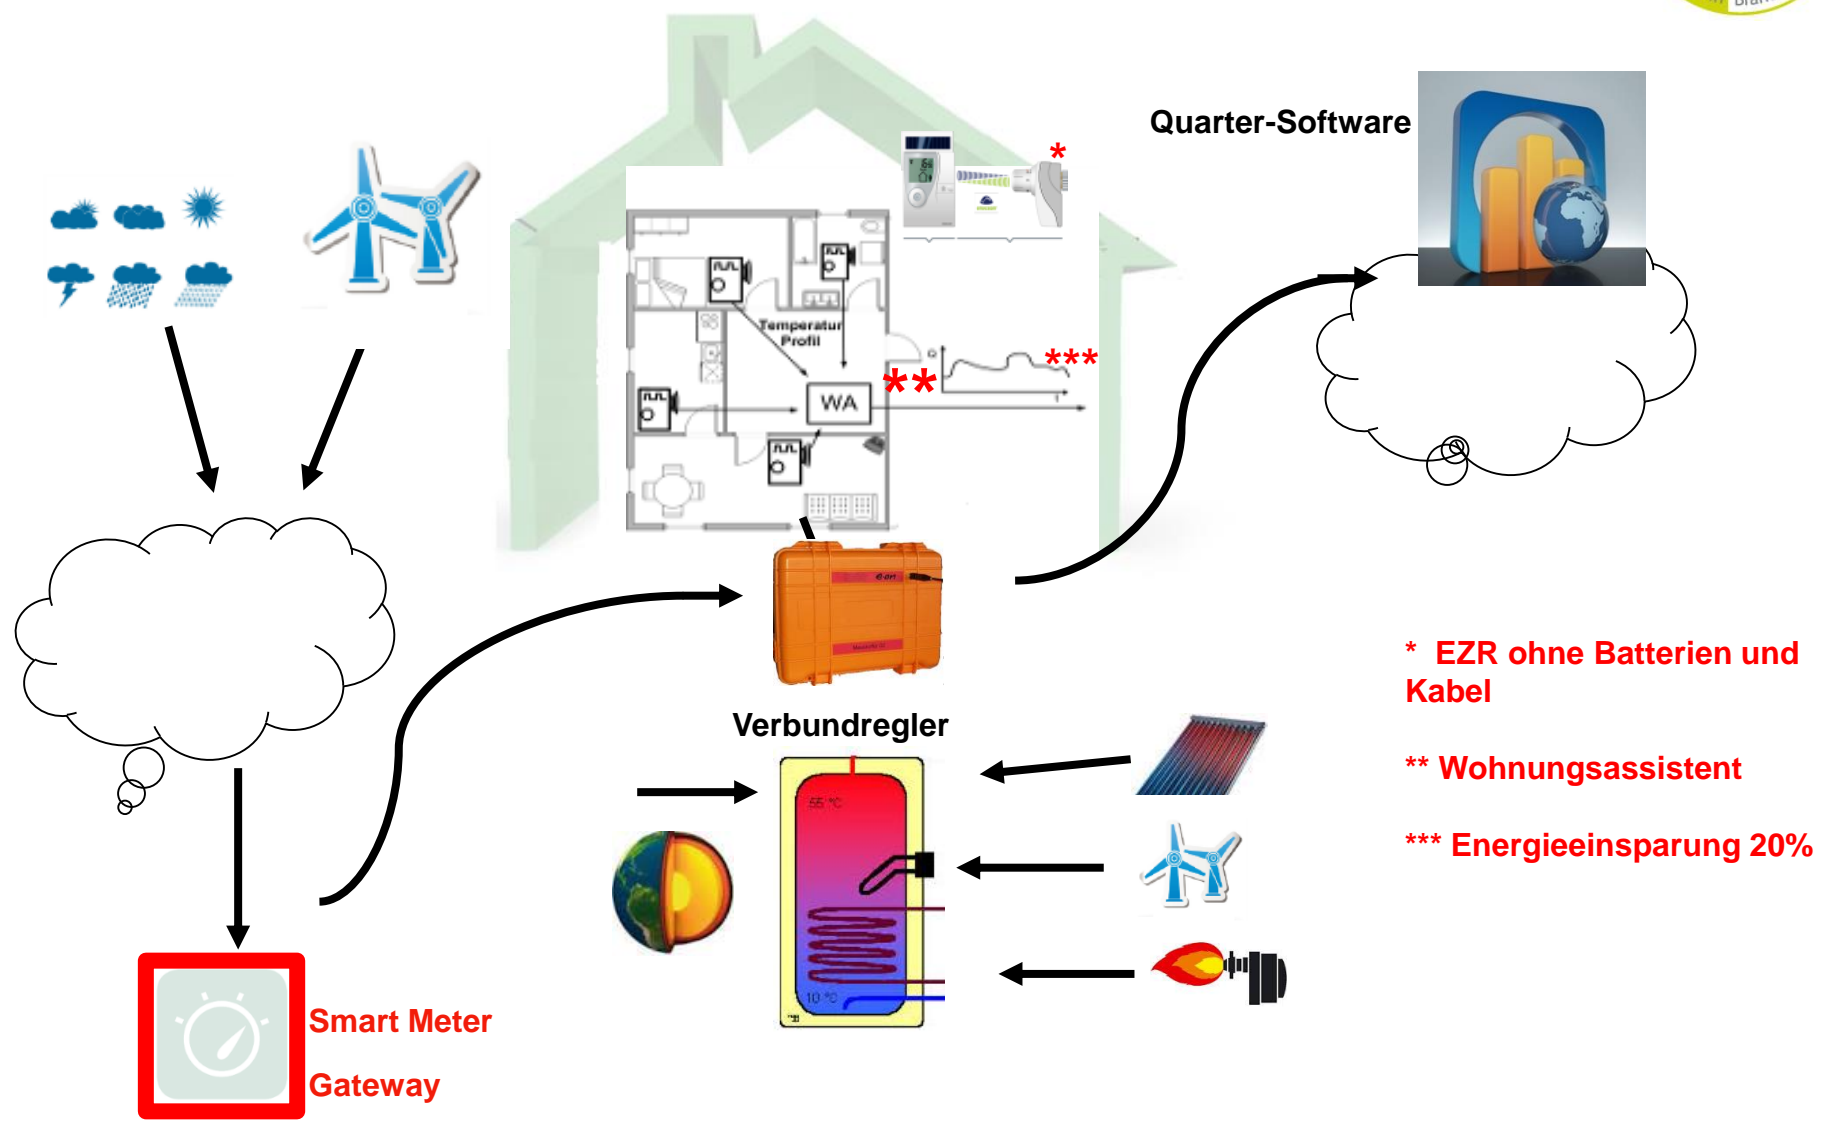 Quarter-Software
*
Temperatur
Profil
Q
***
**
WA
e·on
Verbundregler
55 °C
10 °C
* EZR ohne Batterien und
Kabel
** Wohnungsassistent
*** Energieeinsparung 20%
Smart Meter
Gateway